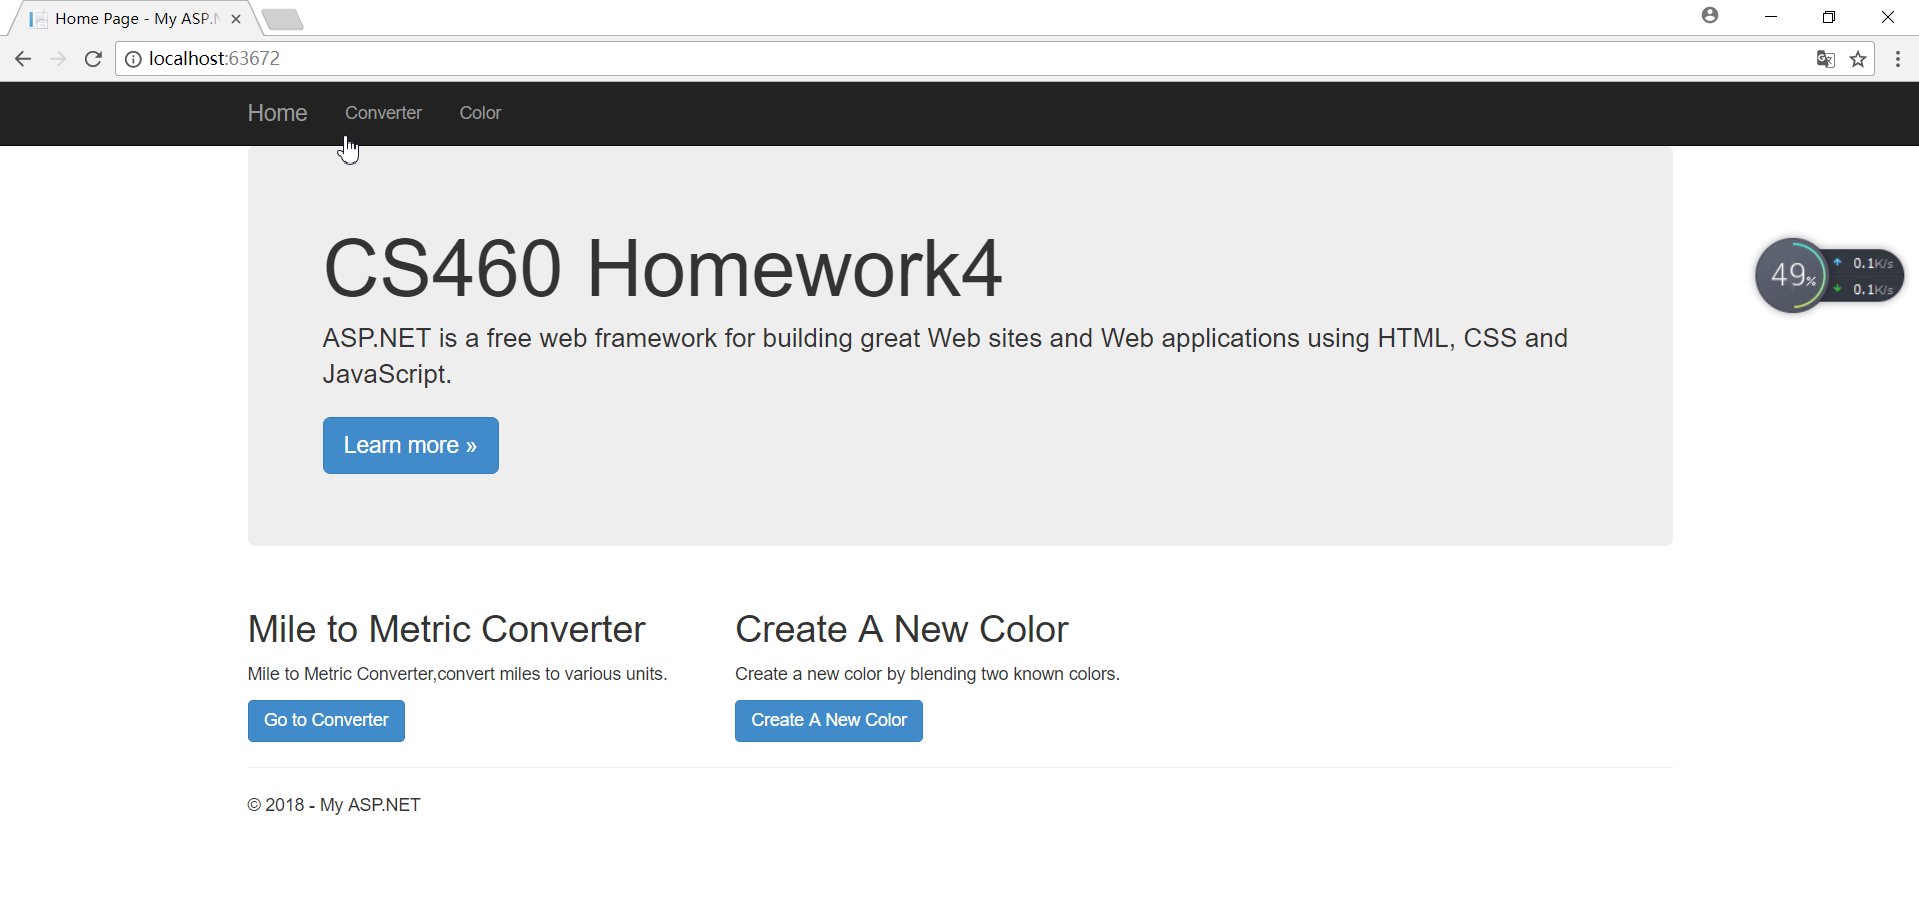 Home Page - My ASP.N
localhost:63672
Home Converter Color
CS460 Homework4
ASP.NET is a free web framework for building great Web sites and Web applications using HTML, CSS and
JavaScript.
Learn more »
49%
0.1K/s
0.1K/s
Mile to Metric Converter
Mile to Metric Converter,convert miles to various units.
Go to Converter
Create A New Color
Create a new color by blending two known colors.
Create A New Color
© 2018 - My ASP.NET